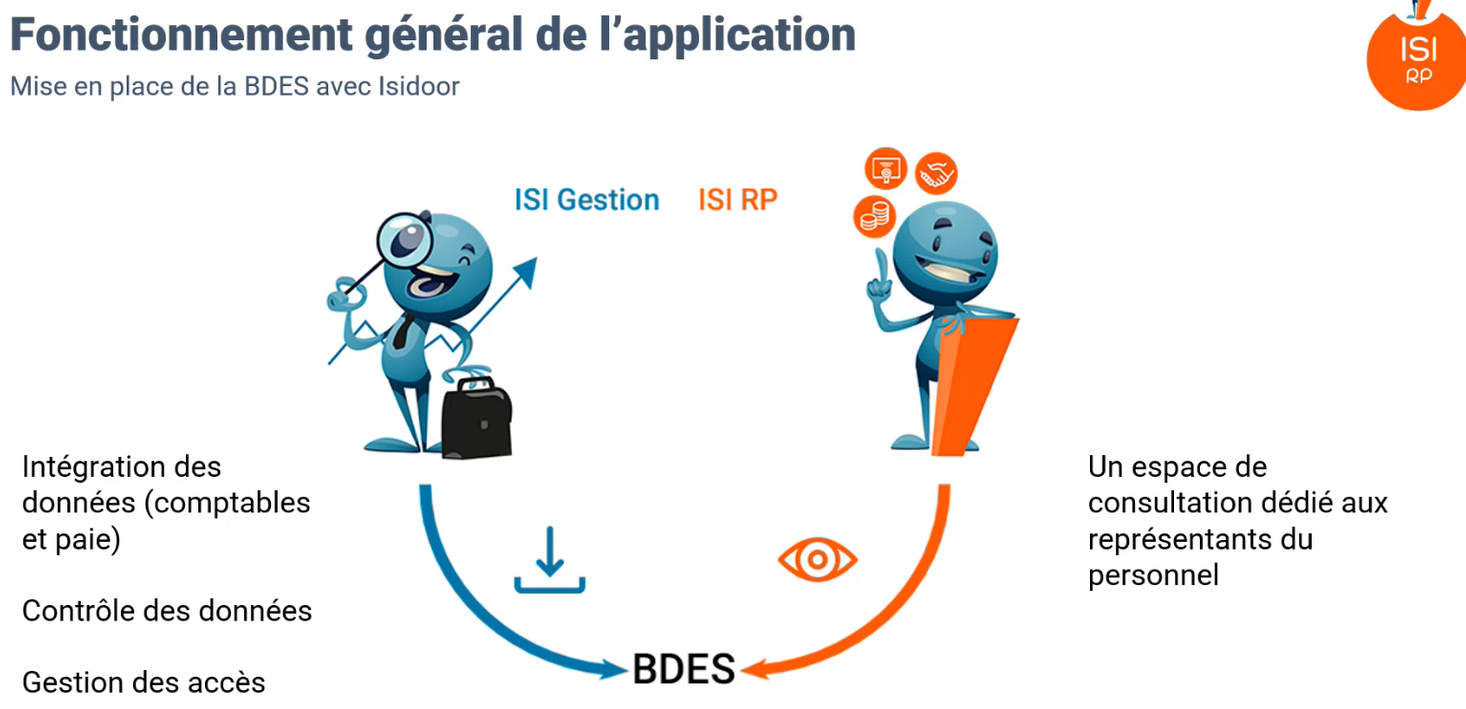 Fonctionnement général de l’application
Mise en place de la BDES avec Isidoor
ISI
RP
ISI Gestion
ISI RP
Intégration des
données (comptables
et paie)
Contrôle des données
Gestion des accès
Un espace de
consultation dédié aux
représentants du
personnel
BDES